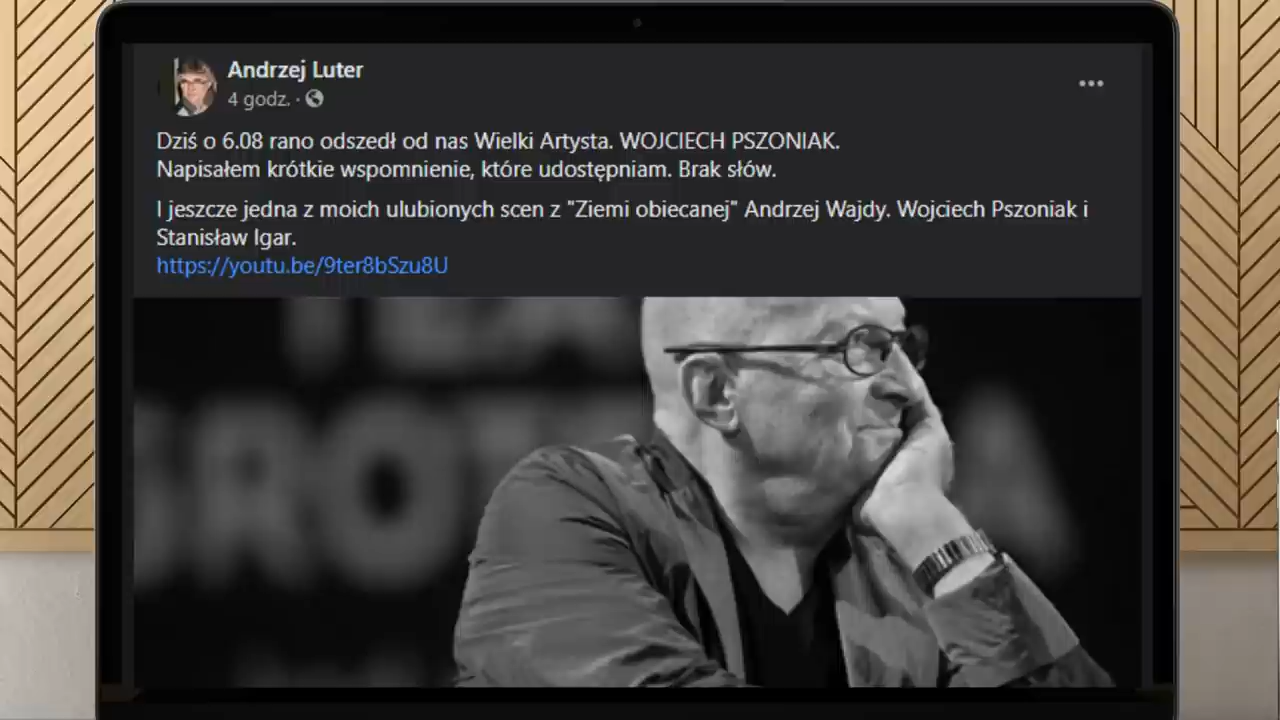 Andrzej Luter
4 godz. ·
Dziś o 6.08 rano odszedł od nas Wielki Artysta. WOJCIECH PSZONIAK.
Napisałem krótkie wspomnienie, które udostępniam. Brak słów.
I jeszcze jedna z moich ulubionych scen z "Ziemi obiecanej" Andrzej Wajdy. Wojciech Pszoniak i
Stanisław Igar.
https://youtu.be/9ter8bSzu8U